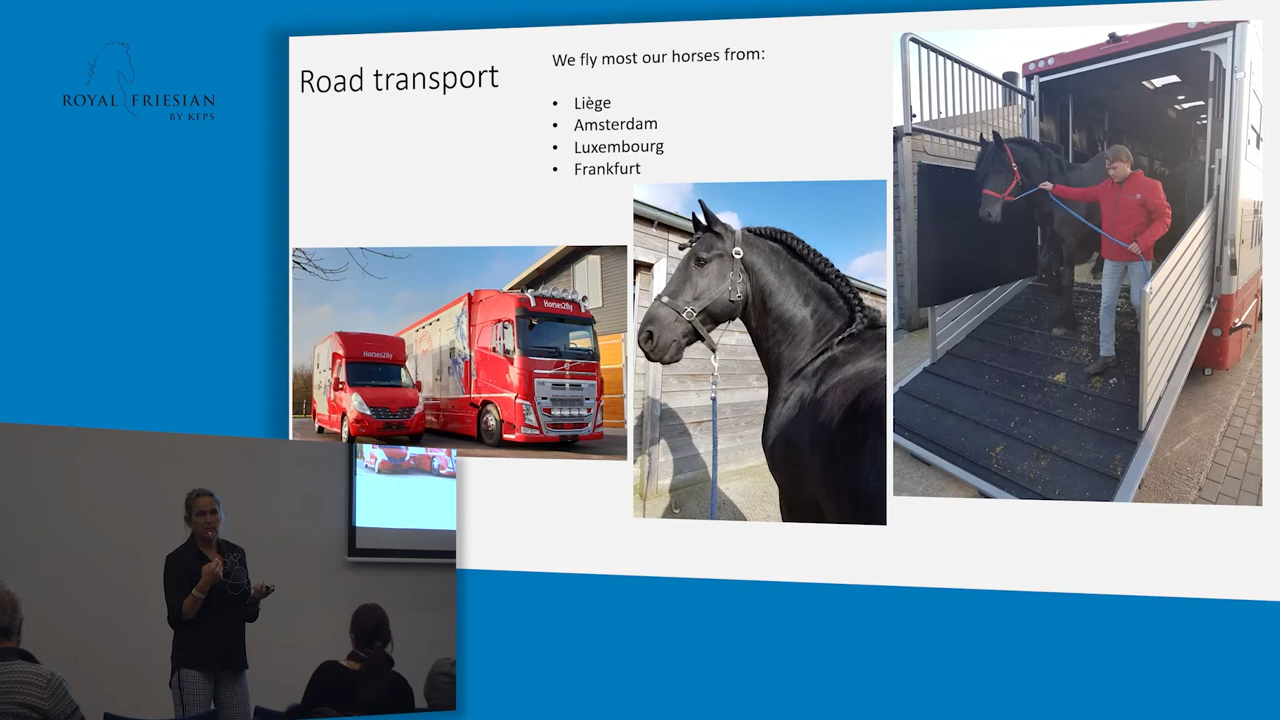 ROYAL FRIESIAN
BY KFPS
Road transport
We fly most our horses from:
• Liège
• Amsterdam
• Luxembourg
• Frankfurt
Horses2fly
Horses2fly